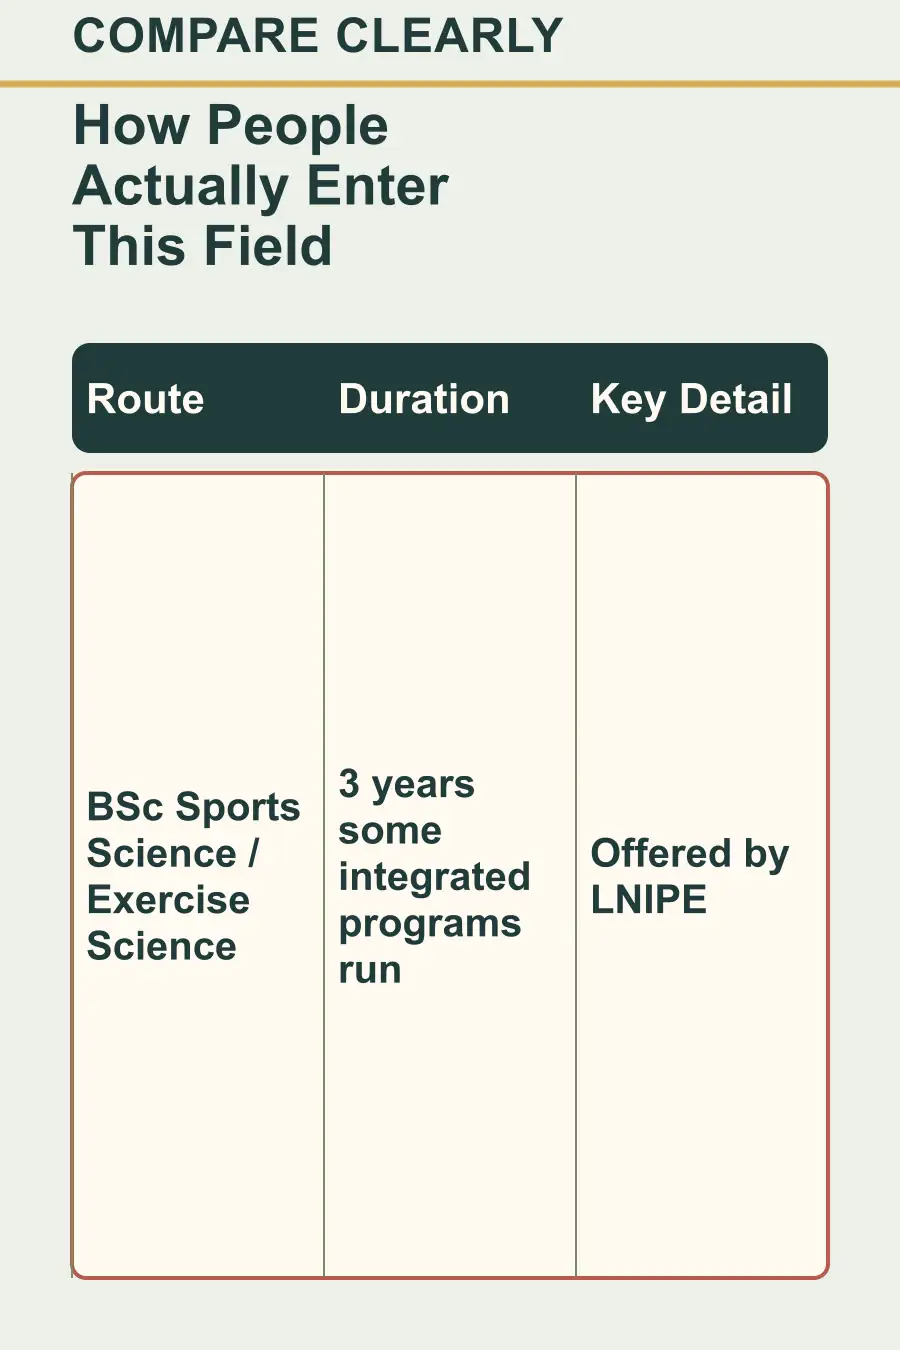 COMPARE CLEARLY
How People
Actually Enter
This Field
Route
Duration
Key Detail
BSc Sports
Science /
Exercise
Science
3 years
some
integrated
programs
run
Offered by
LNIPE